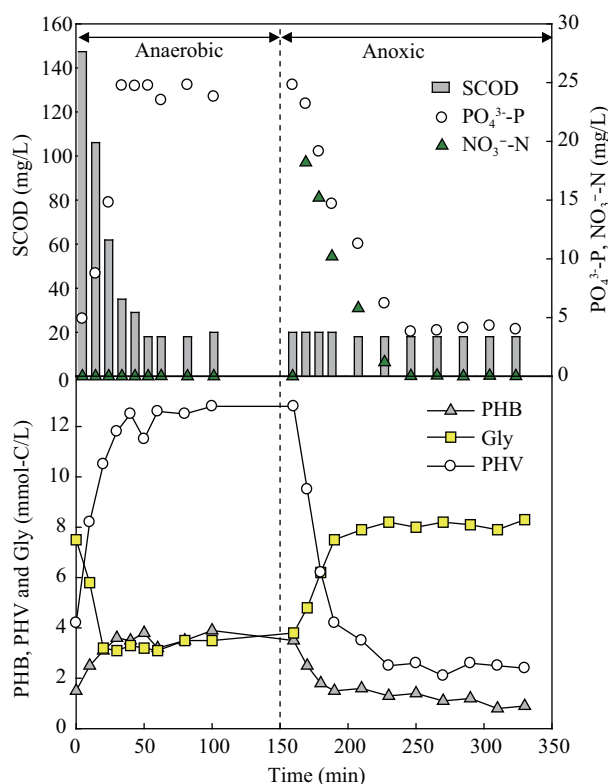 160
140
120
100
80
60
40
20
0
SCOD (mg/L)
Anaerobic
Anoxic
SCOD
PO₄³⁻-P
NO₃⁻-N
30
25
20
15
10
5
0
PO₄³⁻-P, NO₃⁻-N (mg/L)
12
10
8
6
4
2
0
PHB, PHV and Gly (mmol-C/L)
PHB
Gly
PHV
0
50
100
150
200
250
300
350
Time (min)